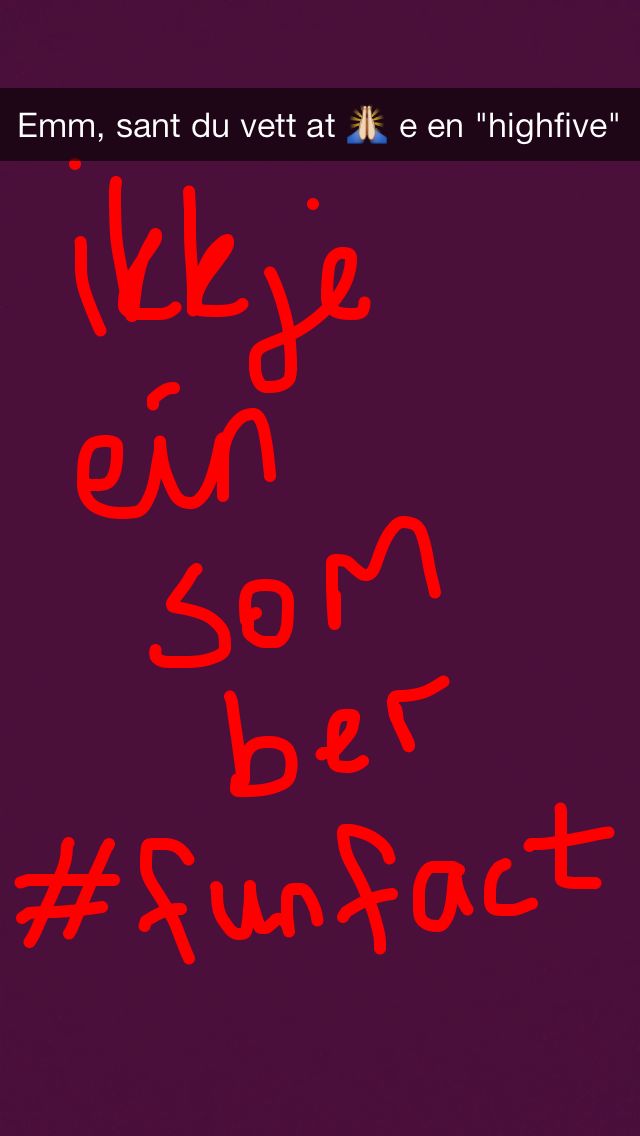 Emm, sant du vett at 🙏 e en "highfive"
ikkje
ein
som
ber
#funfact